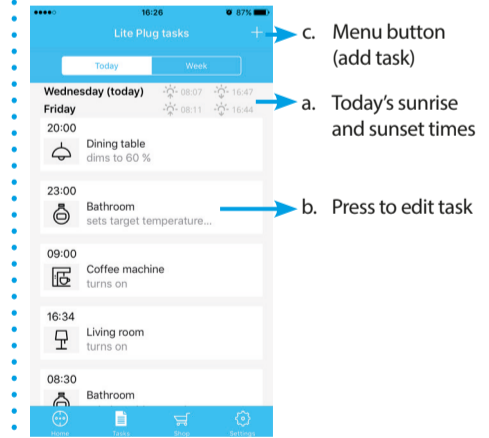 16:26
87%
Lite Plug tasks +
Today Week
Wednesday (today) 08:07 16:47
Friday 08:11 16:44
20:00
Dining table
dims to 60 %
23:00
Bathroom
sets target temperature...
09:00
Coffee machine
turns on
16:34
Living room
turns on
08:30
Bathroom
Home Tasks Shop Settings
c. Menu button
(add task)
a. Today's sunrise
and sunset times
b. Press to edit task